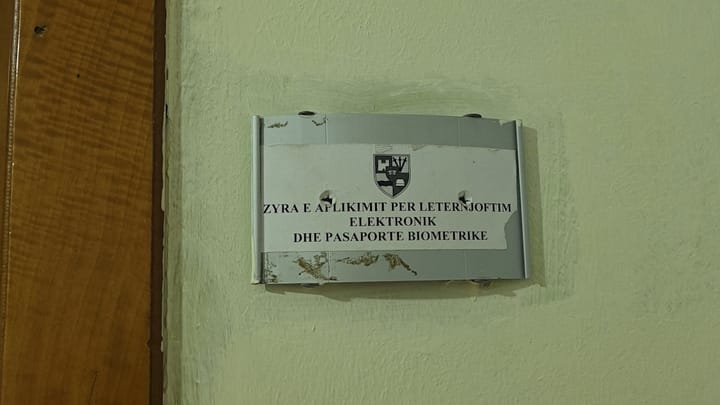 ZYRA E APLIKIMIT PER LETERNJOFTIM
ELEKTRONIK
DHE PASAPORTE BIOMETRIKE